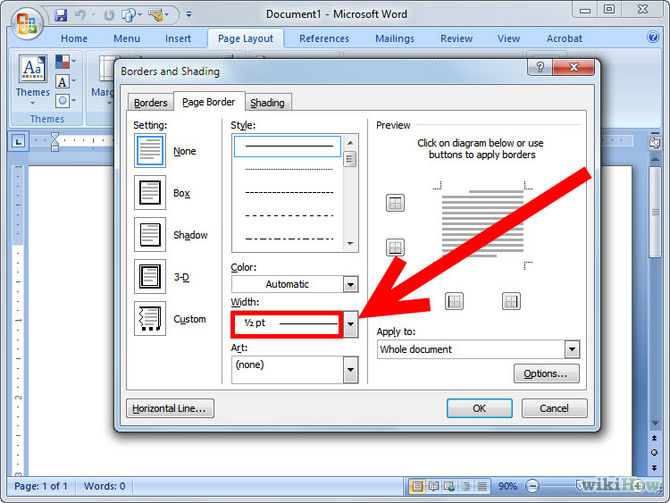 Document1 - Microsoft Word
Home Menu Insert Page Layout References Mailings Review View
Themes
Themes
Borders and Shading
Borders Page Border Shading
Setting:
None
Box
Shadow
3-D
Custom
Style:
Color:
Automatic
Width:
½ pt
Art:
(none)
Preview
Click on diagram below or use
buttons to apply borders
Apply to:
Whole document
Options...
Horizontal Line...
OK Cancel
Page: 1 of 1 Words: 0 90%
wikiHow